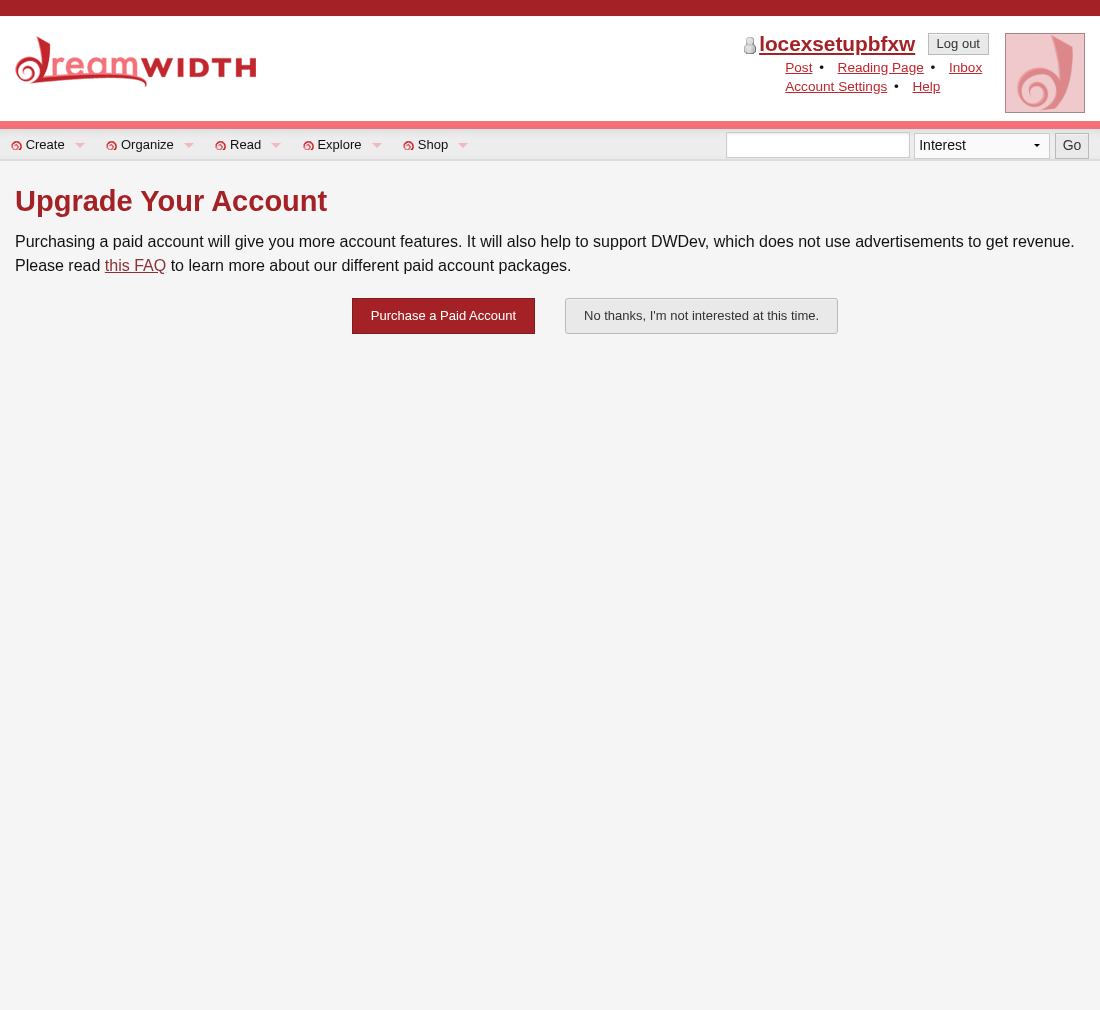 dreamWIDTH
locexsetupbfxw Log out
Post • Reading Page • Inbox
Account Settings • Help
Create Organize Read Explore Shop Interest Go
Upgrade Your Account
Purchasing a paid account will give you more account features. It will also help to support DWDev, which does not use advertisements to get revenue.
Please read this FAQ to learn more about our different paid account packages.
Purchase a Paid Account No thanks, I'm not interested at this time.